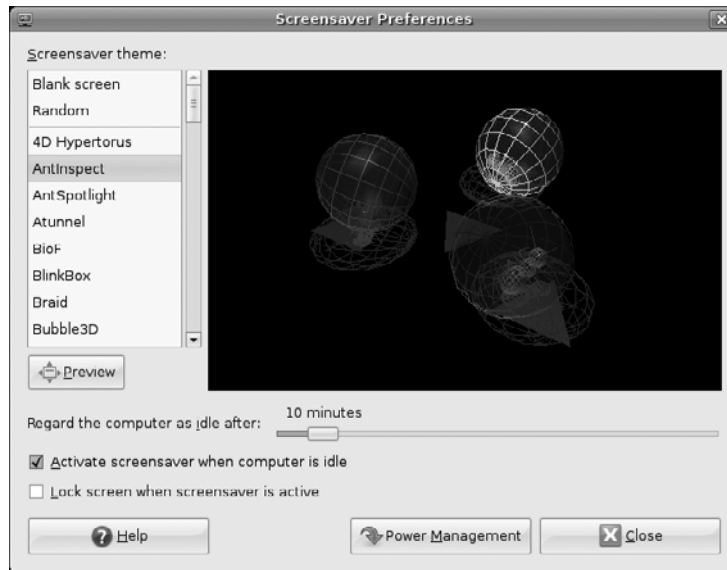 Screensaver Preferences
Screensaver theme:
Blank screen
Random
4D Hypertorus
AntInspect
AntSpotlight
Atunnel
BioF
BlinkBox
Braid
Bubble3D
Preview
10 minutes
Regard the computer as idle after:
Activate screensaver when computer is idle
Lock screen when screensaver is active
Help
Power Management
Close